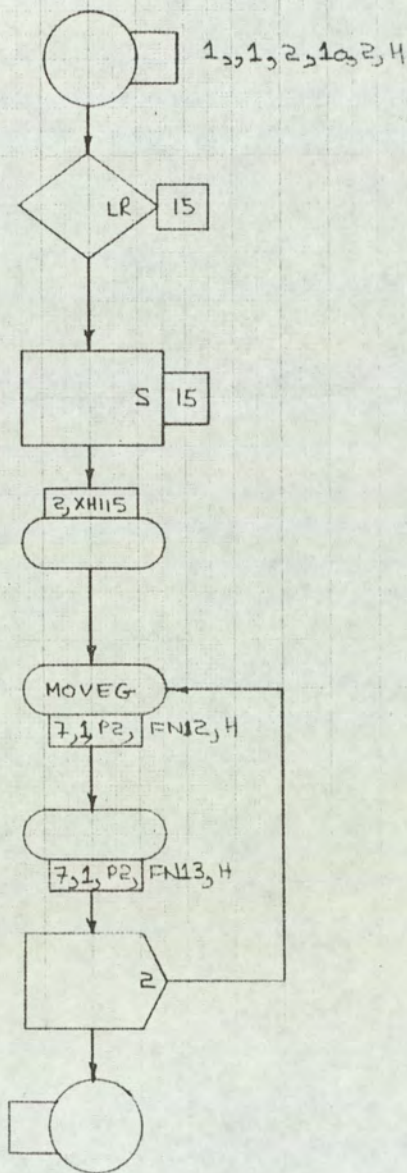 1,,1,2,10,2,H
LR 15
S 15
2,XH115
MOVEG
7,1,P2, FN12,H
7,1,P2, FN13,H
2